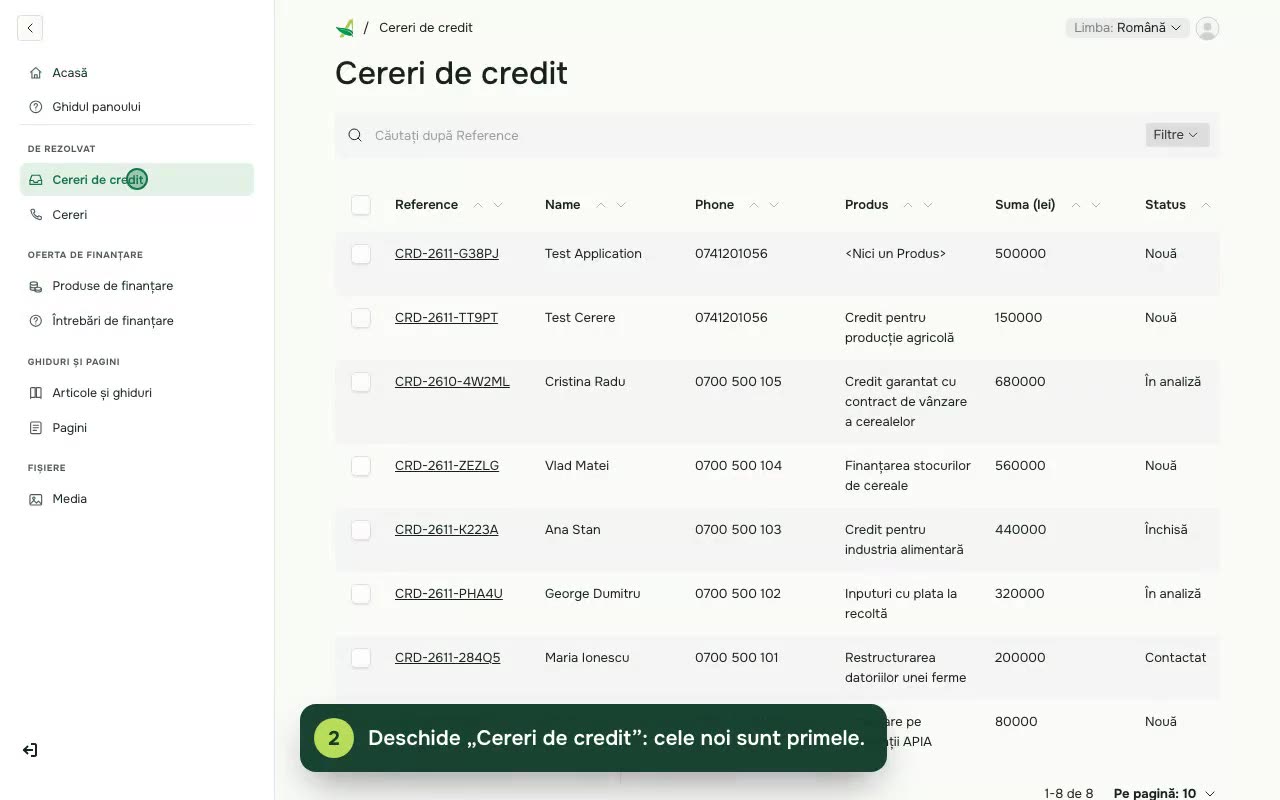 / Cereri de credit
Limba: Română
Cereri de credit
Căutați după Reference
Filtre
Acasă
Ghidul panoului
DE REZOLVAT
Cereri de credit
Cereri
OFERTA DE FINANȚARE
Produse de finanțare
Întrebări de finanțare
GHIDURI ȘI PAGINI
Articole și ghiduri
Pagini
FIȘIERE
Media
Reference Name Phone Produs Suma (lei) Status
CRD-2611-G38PJ Test Application 0741201056 <Nici un Produs> 500000 Nouă
CRD-2611-TT9PT Test Cerere 0741201056 Credit pentru 150000 Nouă
producție agricolă
CRD-2610-4W2ML Cristina Radu 0700 500 105 Credit garantat cu 680000 În analiză
contract de vânzare
a cerealelor
CRD-2611-ZEZLG Vlad Matei 0700 500 104 Finanțarea stocurilor 560000 Nouă
de cereale
CRD-2611-K223A Ana Stan 0700 500 103 Credit pentru 440000 Închisă
industria alimentară
CRD-2611-PHA4U George Dumitru 0700 500 102 Inputuri cu plata la 320000 În analiză
recoltă
CRD-2611-284Q5 Maria Ionescu 0700 500 101 Restructurarea 200000 Contactat
datoriilor unei ferme
pe 80000 Nouă
APIA
2 Deschide „Cereri de credit”: cele noi sunt primele.
1-8 de 8 Pe pagină: 10